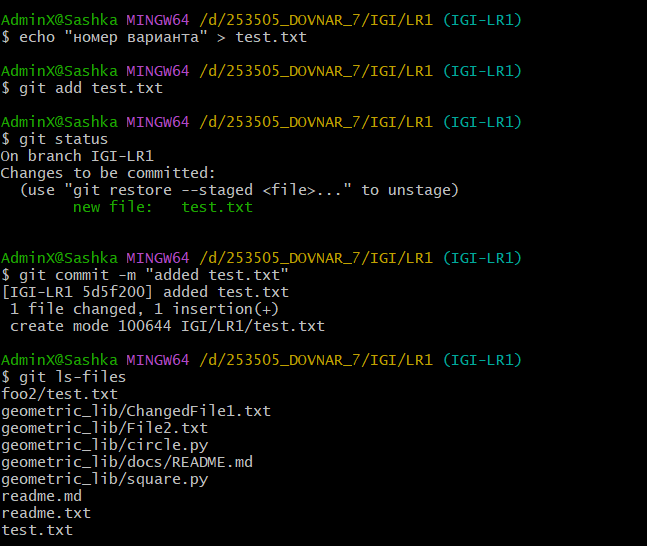 AdminX@Sashka MINGW64 /d/253505_DOVNAR_7/IGI/LR1 (IGI-LR1)
$ echo "номер варианта" > test.txt
AdminX@Sashka MINGW64 /d/253505_DOVNAR_7/IGI/LR1 (IGI-LR1)
$ git add test.txt
AdminX@Sashka MINGW64 /d/253505_DOVNAR_7/IGI/LR1 (IGI-LR1)
$ git status
On branch IGI-LR1
Changes to be committed:
  (use "git restore --staged <file>..." to unstage)
        new file:   test.txt
AdminX@Sashka MINGW64 /d/253505_DOVNAR_7/IGI/LR1 (IGI-LR1)
$ git commit -m "added test.txt"
[IGI-LR1 5d5f200] added test.txt
 1 file changed, 1 insertion(+)
 create mode 100644 IGI/LR1/test.txt
AdminX@Sashka MINGW64 /d/253505_DOVNAR_7/IGI/LR1 (IGI-LR1)
$ git ls-files
foo2/test.txt
geometric_lib/ChangedFile1.txt
geometric_lib/File2.txt
geometric_lib/circle.py
geometric_lib/docs/README.md
geometric_lib/square.py
readme.md
readme.txt
test.txt